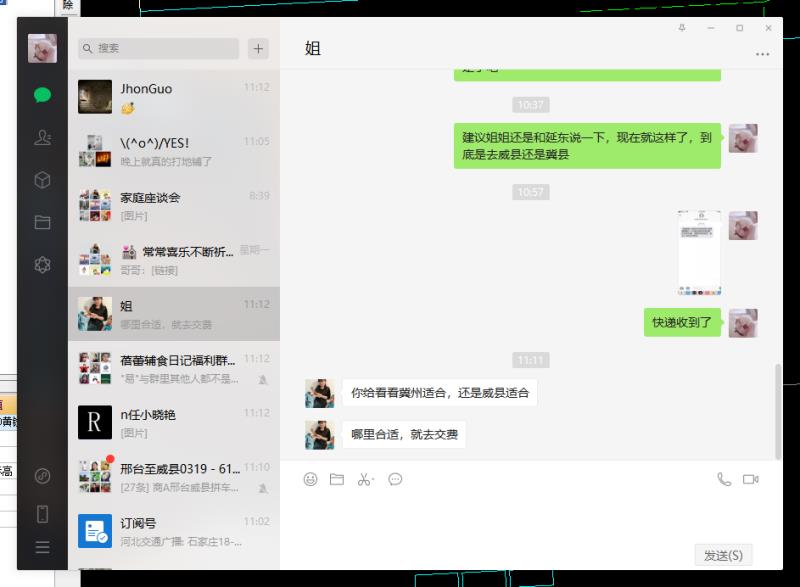 除
搜索
JhonGuo
11:12
\(^o^)/YES!
11:05
晚上就真的打地铺了
家庭座谈会
8:39
[图片]
常常喜乐不断祈...
星期一
哥哥: [链接]
姐
11:12
哪里合适，就去交费
蓓蕾辅食日记福利群...
11:12
"易"与群里其他人都不是...
n任小晓艳
11:12
[图片]
邢台至威县0319 - 61...
11:10
[27条] 商A邢台威县拼车...
订阅号
11:02
河北交通广播: 石家庄18-...
姐
10:37
建议姐姐还是和延东说一下，现在就这样了，到
底是去威县还是冀县
10:57
快递收到了
11:11
你给看看冀州适合，还是威县适合
哪里合适，就去交费
发送(S)